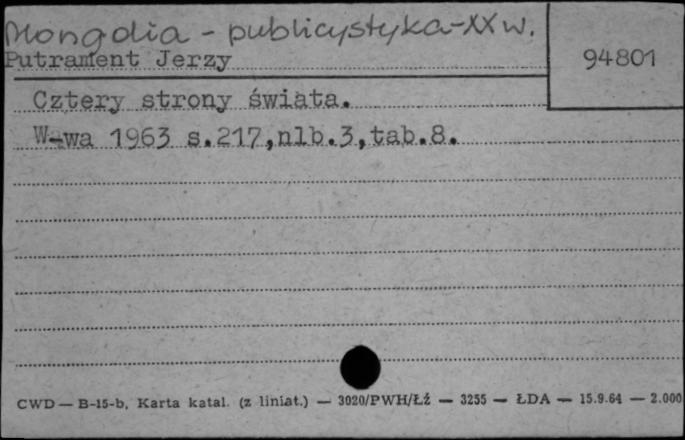 Mongolia - publicystyka - XX w.
94801
Putrament Jerzy
Cztery strony świata.
W-wa 1963 s.217,nlb.3,tab.8.
CWD — B-15-b, Karta katal. (z liniat.) — 3020/PWH/Łź — 3255 — ŁDA — 15.9.64 — 2.000